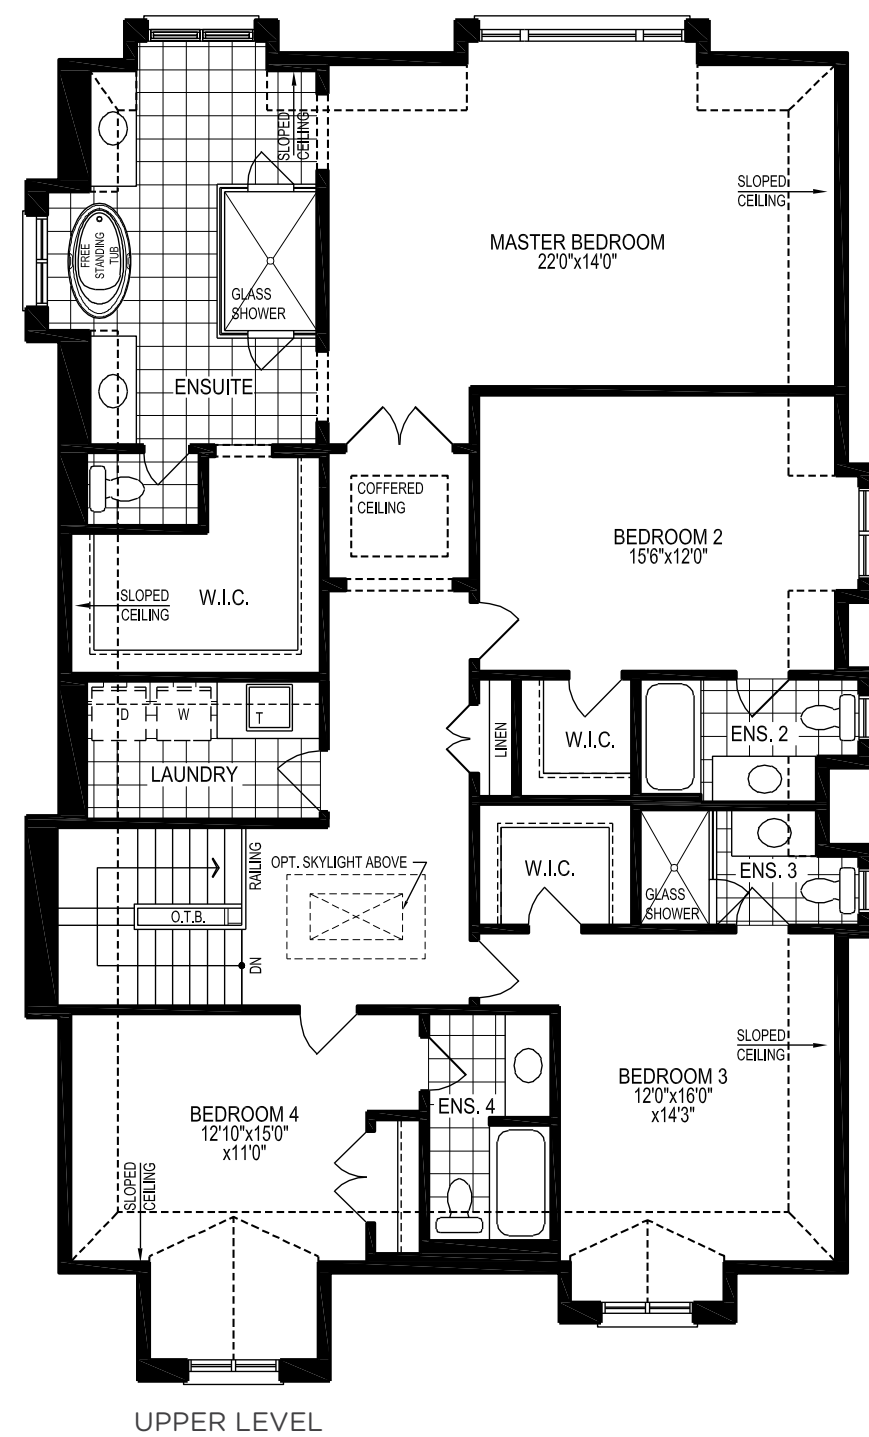 SLOPED
CEILING
SLOPED
CEILING
MASTER BEDROOM
22'0"x14'0"
FREE
STANDING
TUB
GLASS
SHOWER
ENSUITE
COFFERED
CEILING
BEDROOM 2
15'6"x12'0"
SLOPED
CEILING
W.I.C.
D
W
T
LAUNDRY
LINEN
W.I.C.
ENS. 2
OPT. SKYLIGHT ABOVE
RAILING
O.T.B.
DN
W.I.C.
GLASS
SHOWER
ENS. 3
SLOPED
CEILING
BEDROOM 3
12'0"x16'0"
x14'3"
BEDROOM 4
12'10"x15'0"
x11'0"
ENS. 4
SLOPED
CEILING
UPPER LEVEL